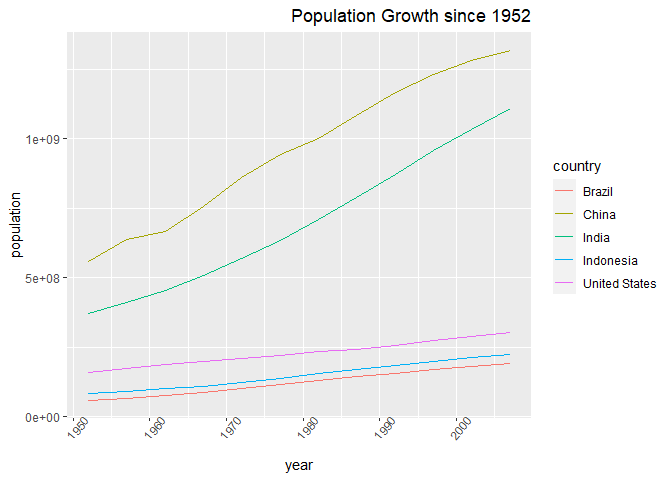 Population Growth since 1952
population
1e+09
5e+08
0e+00
1950
1960
1970
1980
1990
2000
year
country
Brazil
China
India
Indonesia
United States